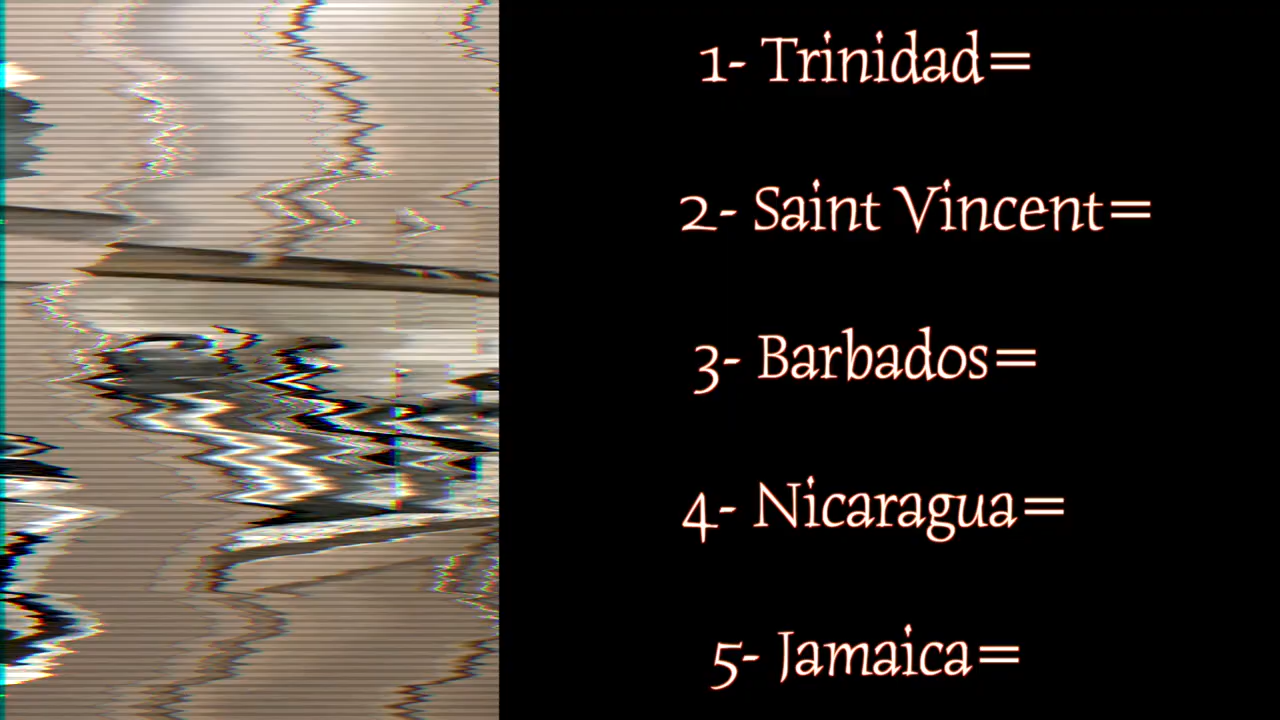 1- Trinidad=
2- Saint Vincent=
3- Barbados=
4- Nicaragua=
5- Jamaica=